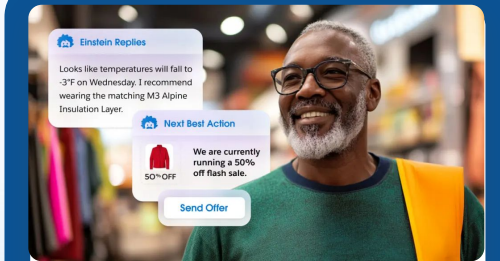 Einstein Replies
Looks like temperatures will fall to
-3°F on Wednesday. I recommend
wearing the matching M3 Alpine
Insulation Layer.
Next Best Action
We are currently
running a 50%
off flash sale.
50% OFF
Send Offer